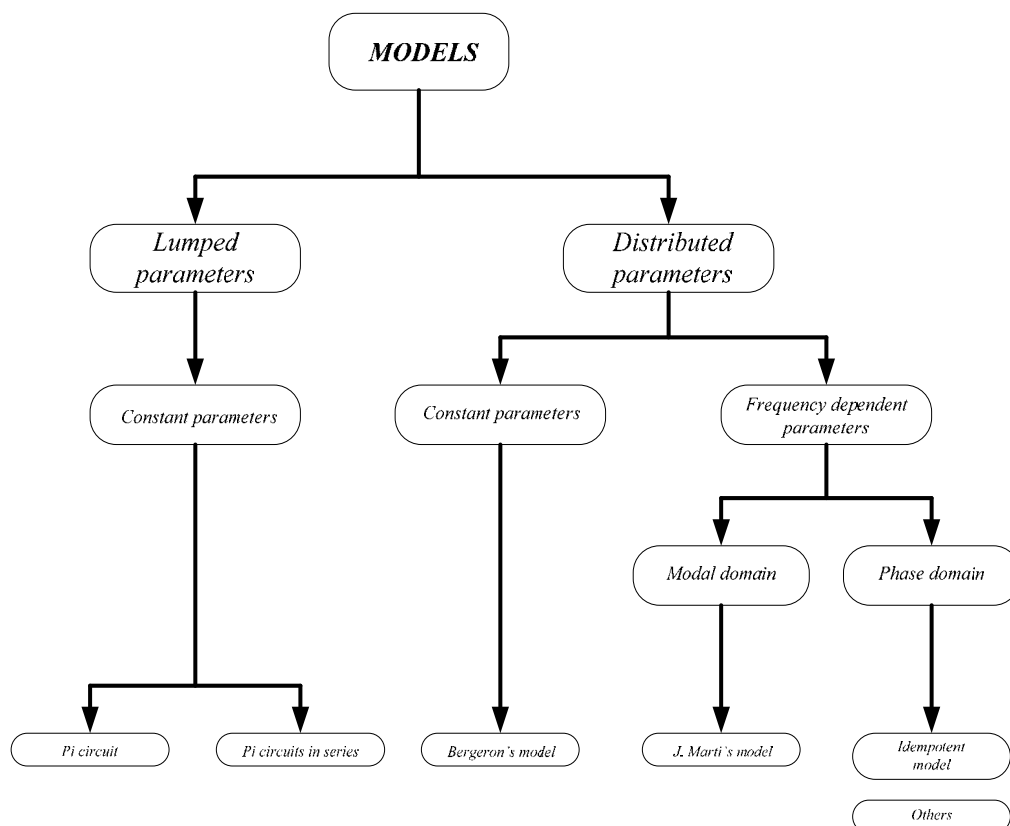 MODELS
Lumped
parameters
Distributed
parameters
Constant parameters
Constant parameters
Frequency dependent
parameters
Modal domain
Phase domain
Pi circuit
Pi circuits in series
Bergeron's model
J. Marti's model
Idempotent
model
Others